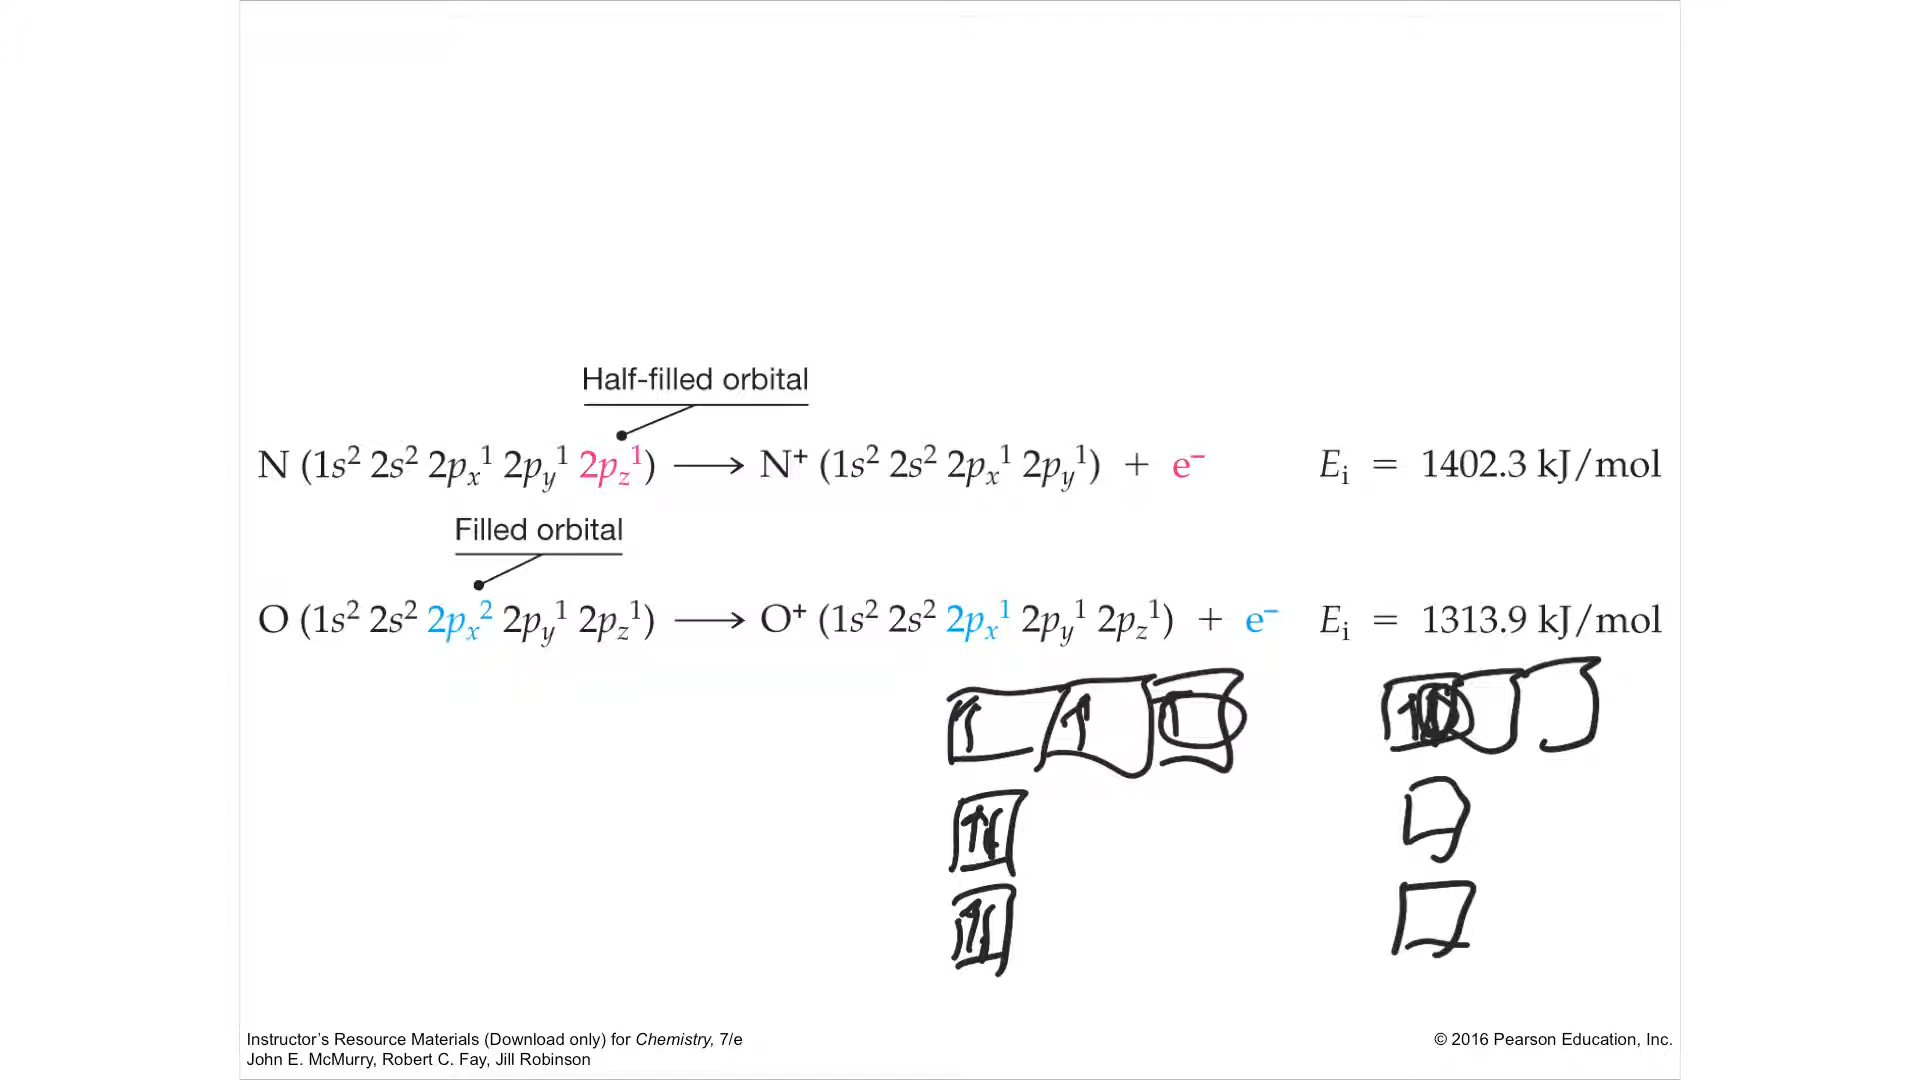 Half-filled orbital
N (1s² 2s² 2pₓ¹ 2p_y¹ 2p_z¹) ⟶ N⁺ (1s² 2s² 2pₓ¹ 2p_y¹) + e⁻ Eᵢ = 1402.3 kJ/mol
Filled orbital
O (1s² 2s² 2pₓ² 2p_y¹ 2p_z¹) ⟶ O⁺ (1s² 2s² 2pₓ¹ 2p_y¹ 2p_z¹) + e⁻ Eᵢ = 1313.9 kJ/mol
Instructor's Resource Materials (Download only) for Chemistry, 7/e
John E. McMurry, Robert C. Fay, Jill Robinson
© 2016 Pearson Education, Inc.